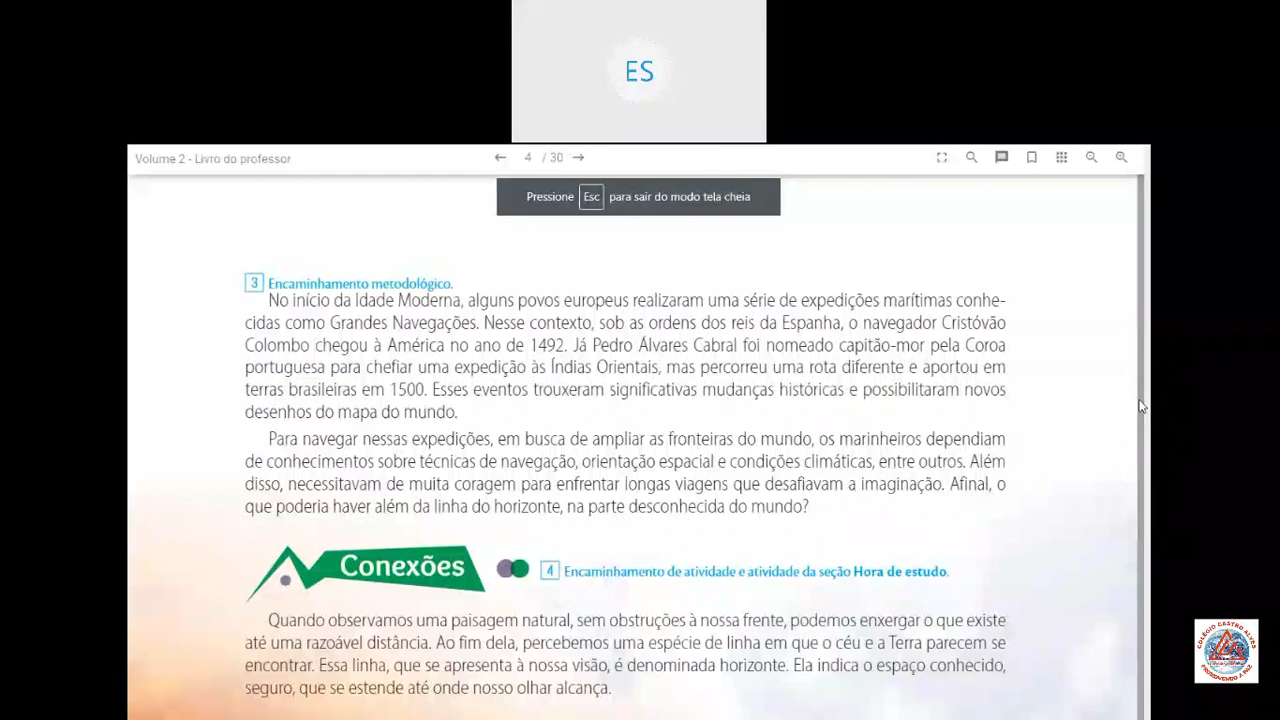 ES
Volume 2 - Livro do professor
4 / 30
Pressione Esc para sair do modo tela cheia
3 Encaminhamento metodológico.
No início da Idade Moderna, alguns povos europeus realizaram uma série de expedições marítimas conhe-
cidas como Grandes Navegações. Nesse contexto, sob as ordens dos reis da Espanha, o navegador Cristóvão
Colombo chegou à América no ano de 1492. Já Pedro Álvares Cabral foi nomeado capitão-mor pela Coroa
portuguesa para chefiar uma expedição às Índias Orientais, mas percorreu uma rota diferente e aportou em
terras brasileiras em 1500. Esses eventos trouxeram significativas mudanças históricas e possibilitaram novos
desenhos do mapa do mundo.
Para navegar nessas expedições, em busca de ampliar as fronteiras do mundo, os marinheiros dependiam
de conhecimentos sobre técnicas de navegação, orientação espacial e condições climáticas, entre outros. Além
disso, necessitavam de muita coragem para enfrentar longas viagens que desafiavam a imaginação. Afinal, o
que poderia haver além da linha do horizonte, na parte desconhecida do mundo?
Conexões
4 Encaminhamento de atividade e atividade da seção Hora de estudo.
Quando observamos uma paisagem natural, sem obstruções à nossa frente, podemos enxergar o que existe
até uma razoável distância. Ao fim dela, percebemos uma espécie de linha em que o céu e a Terra parecem se
encontrar. Essa linha, que se apresenta à nossa visão, é denominada horizonte. Ela indica o espaço conhecido,
seguro, que se estende até onde nosso olhar alcança.
COLÉGIO CASTRO ALVES